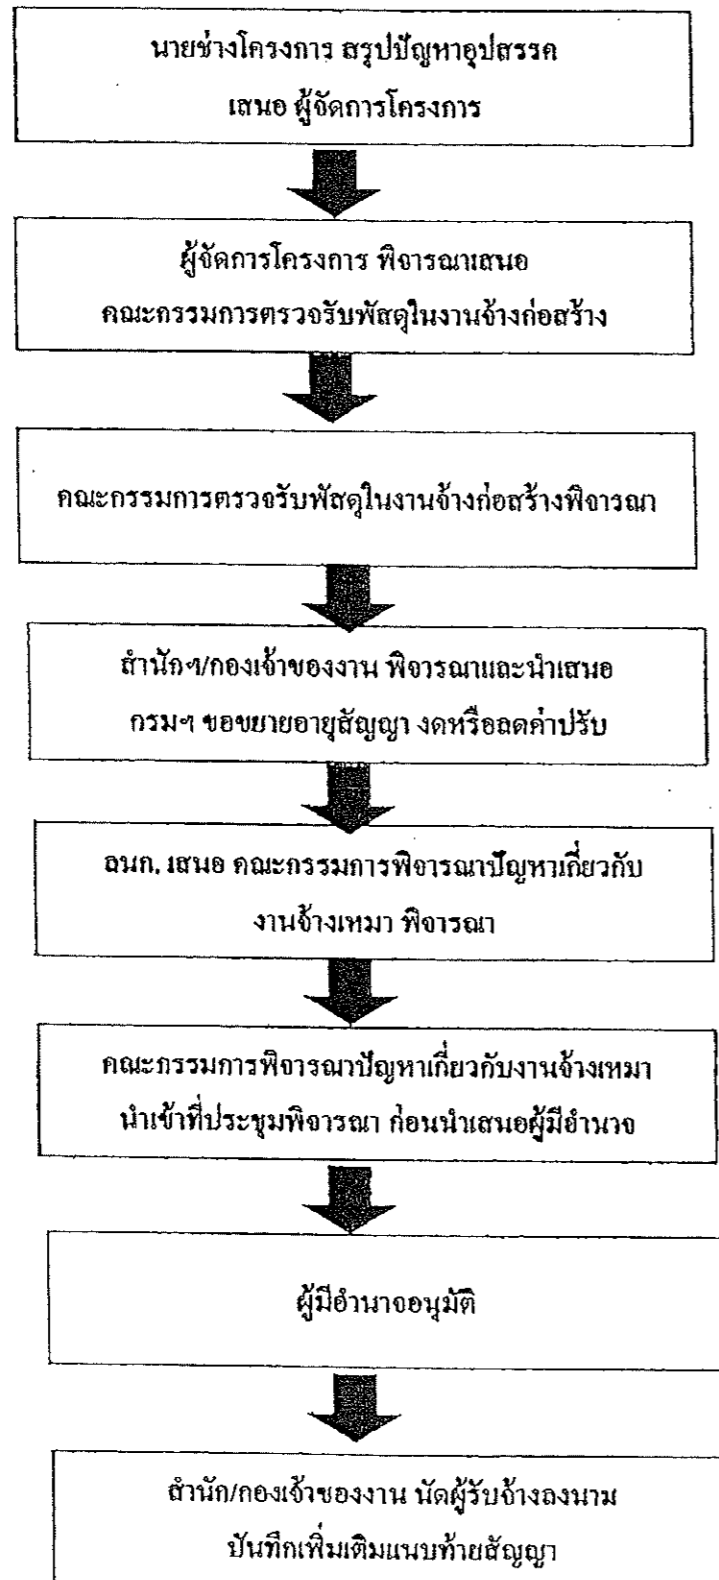 นายช่างโครงการ สรุปปัญหาอุปสรรค
เสนอ ผู้จัดการโครงการ
ผู้จัดการโครงการ พิจารณาเสนอ
คณะกรรมการตรวจรับพัสดุในงานจ้างก่อสร้าง
คณะกรรมการตรวจรับพัสดุในงานจ้างก่อสร้างพิจารณา
สำนักฯ/กองเจ้าของงาน พิจารณาและนำเสนอ
กรมฯ ขอขยายอายุสัญญา งดหรือลดค่าปรับ
ลนก. เสนอ คณะกรรมการพิจารณาปัญหาเกี่ยวกับ
งานจ้างเหมา พิจารณา
คณะกรรมการพิจารณาปัญหาเกี่ยวกับงานจ้างเหมา
นำเข้าที่ประชุมพิจารณา ก่อนนำเสนอผู้มีอำนาจ
ผู้มีอำนาจอนุมัติ
สำนัก/กองเจ้าของงาน นัดผู้รับจ้างลงนาม
บันทึกเพิ่มเติมแนบท้ายสัญญา